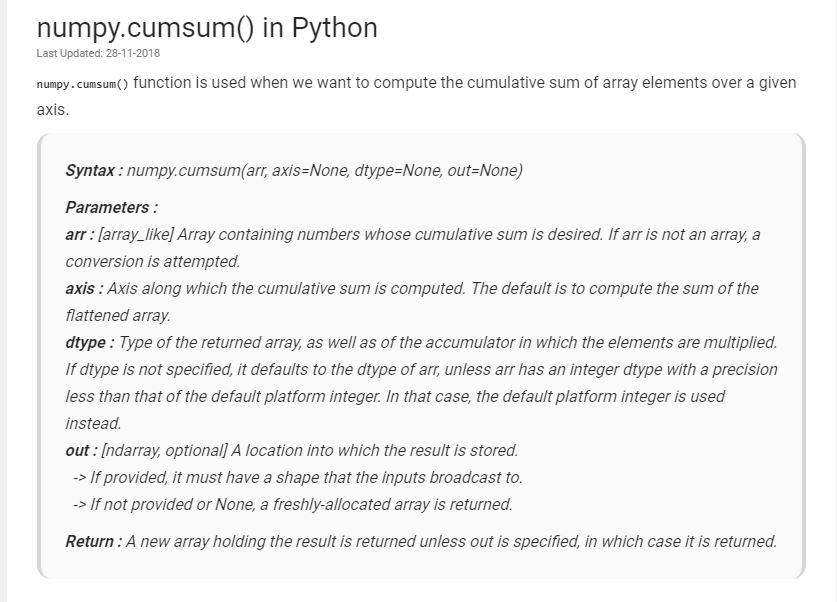 numpy.cumsum() in Python
Last Updated: 28-11-2018
numpy.cumsum() function is used when we want to compute the cumulative sum of array elements over a given
axis.
Syntax : numpy.cumsum(arr, axis=None, dtype=None, out=None)
Parameters :
arr : [array_like] Array containing numbers whose cumulative sum is desired. If arr is not an array, a
conversion is attempted.
axis : Axis along which the cumulative sum is computed. The default is to compute the sum of the
flattened array.
dtype : Type of the returned array, as well as of the accumulator in which the elements are multiplied.
If dtype is not specified, it defaults to the dtype of arr, unless arr has an integer dtype with a precision
less than that of the default platform integer. In that case, the default platform integer is used
instead.
out : [ndarray, optional] A location into which the result is stored.
-> If provided, it must have a shape that the inputs broadcast to.
-> If not provided or None, a freshly-allocated array is returned.
Return : A new array holding the result is returned unless out is specified, in which case it is returned.